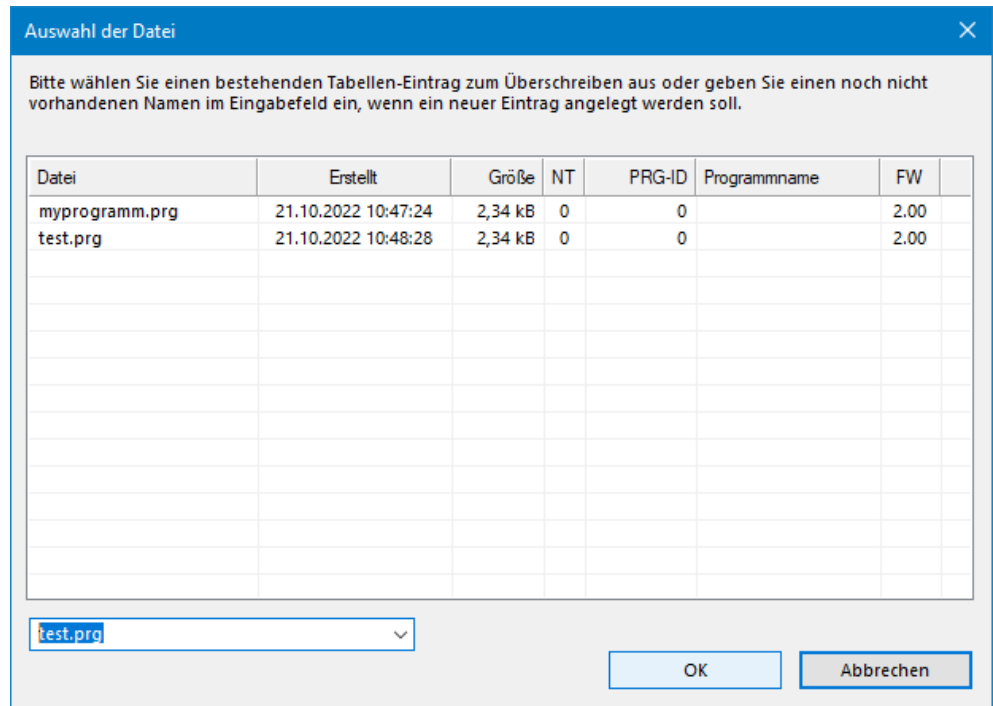 Auswahl der Datei
Bitte wählen Sie einen bestehenden Tabellen-Eintrag zum Überschreiben aus oder geben Sie einen noch nicht
vorhandenen Namen im Eingabefeld ein, wenn ein neuer Eintrag angelegt werden soll.
Datei Erstellt Größe NT PRG-ID Programmname FW
myprogramm.prg 21.10.2022 10:47:24 2,34 kB 0 0 2.00
test.prg 21.10.2022 10:48:28 2,34 kB 0 0 2.00
test.prg
OK Abbrechen